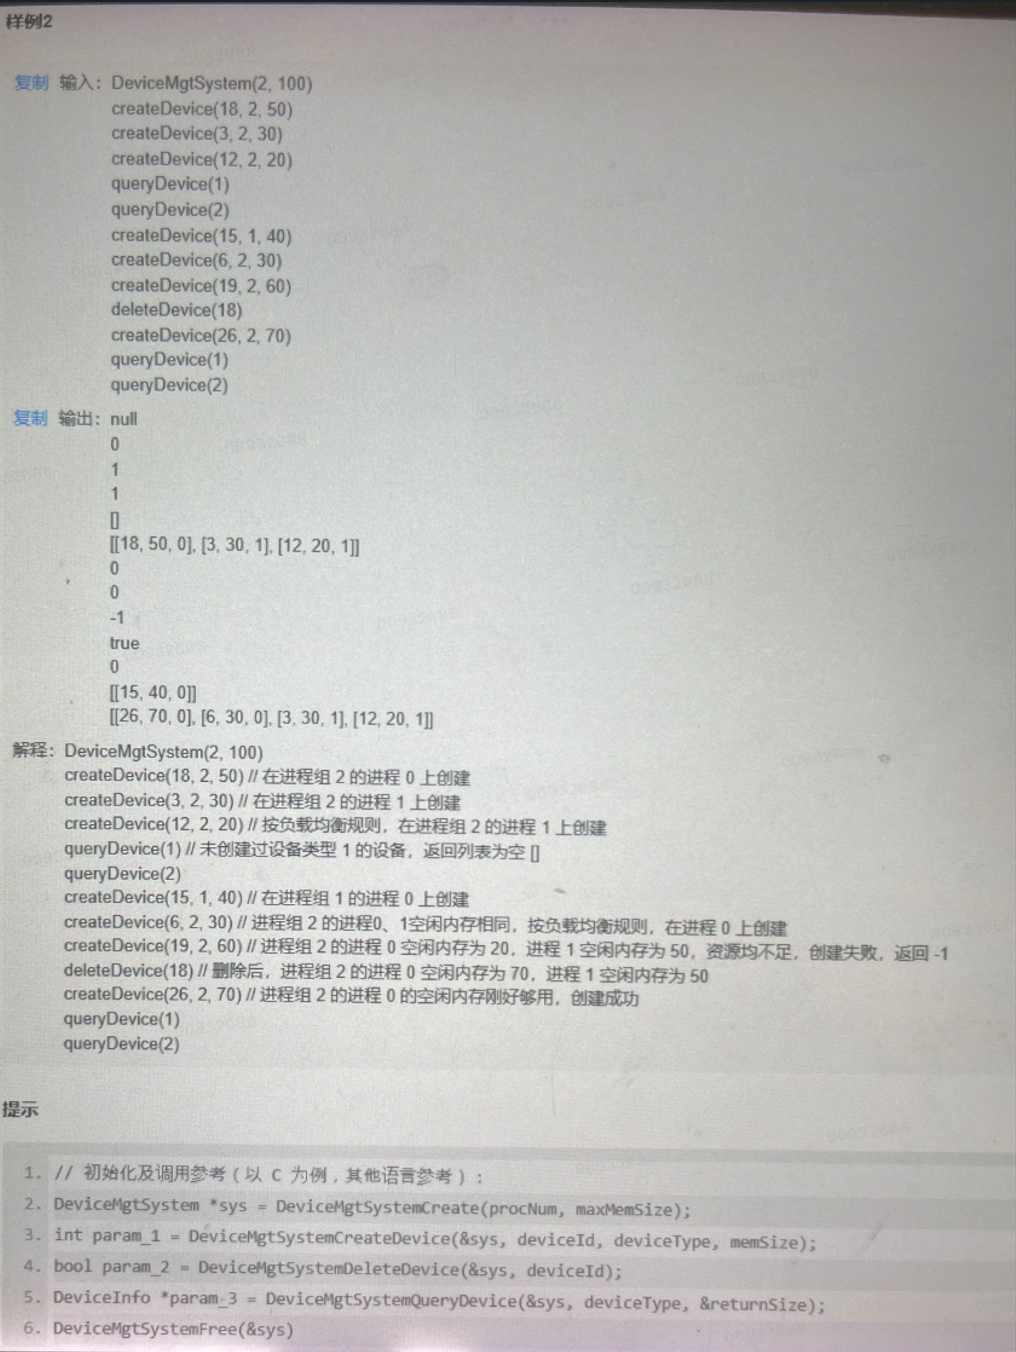 样例2
复制 输入：DeviceMgtSystem(2, 100)
createDevice(18, 2, 50)
createDevice(3, 2, 30)
createDevice(12, 2, 20)
queryDevice(1)
queryDevice(2)
createDevice(15, 1, 40)
createDevice(6, 2, 30)
createDevice(19, 2, 60)
deleteDevice(18)
createDevice(26, 2, 70)
queryDevice(1)
queryDevice(2)
复制 输出：null
0
1
1
[]
[[18, 50, 0], [3, 30, 1], [12, 20, 1]]
0
0
-1
true
0
[[15, 40, 0]]
[[26, 70, 0], [6, 30, 0], [3, 30, 1], [12, 20, 1]]
解释：DeviceMgtSystem(2, 100)
createDevice(18, 2, 50) // 在进程组 2 的进程 0 上创建
createDevice(3, 2, 30) // 在进程组 2 的进程 1 上创建
createDevice(12, 2, 20) // 按负载均衡规则，在进程组 2 的进程 1 上创建
queryDevice(1) // 未创建过设备类型 1 的设备，返回列表为空 []
queryDevice(2)
createDevice(15, 1, 40) // 在进程组 1 的进程 0 上创建
createDevice(6, 2, 30) // 进程组 2 的进程0、1空闲内存相同，按负载均衡规则，在进程 0 上创建
createDevice(19, 2, 60) // 进程组 2 的进程 0 空闲内存为 20，进程 1 空闲内存为 50，资源均不足，创建失败，返回 -1
deleteDevice(18) // 删除后，进程组 2 的进程 0 空闲内存为 70，进程 1 空闲内存为 50
createDevice(26, 2, 70) // 进程组 2 的进程 0 的空闲内存刚好够用，创建成功
queryDevice(1)
queryDevice(2)
提示
1. // 初始化及调用参考（以 C 为例，其他语言参考）：
2. DeviceMgtSystem *sys = DeviceMgtSystemCreate(procNum, maxMemSize);
3. int param_1 = DeviceMgtSystemCreateDevice(&sys, deviceId, deviceType, memSize);
4. bool param_2 = DeviceMgtSystemDeleteDevice(&sys, deviceId);
5. DeviceInfo *param_3 = DeviceMgtSystemQueryDevice(&sys, deviceType, &returnSize);
6. DeviceMgtSystemFree(&sys)